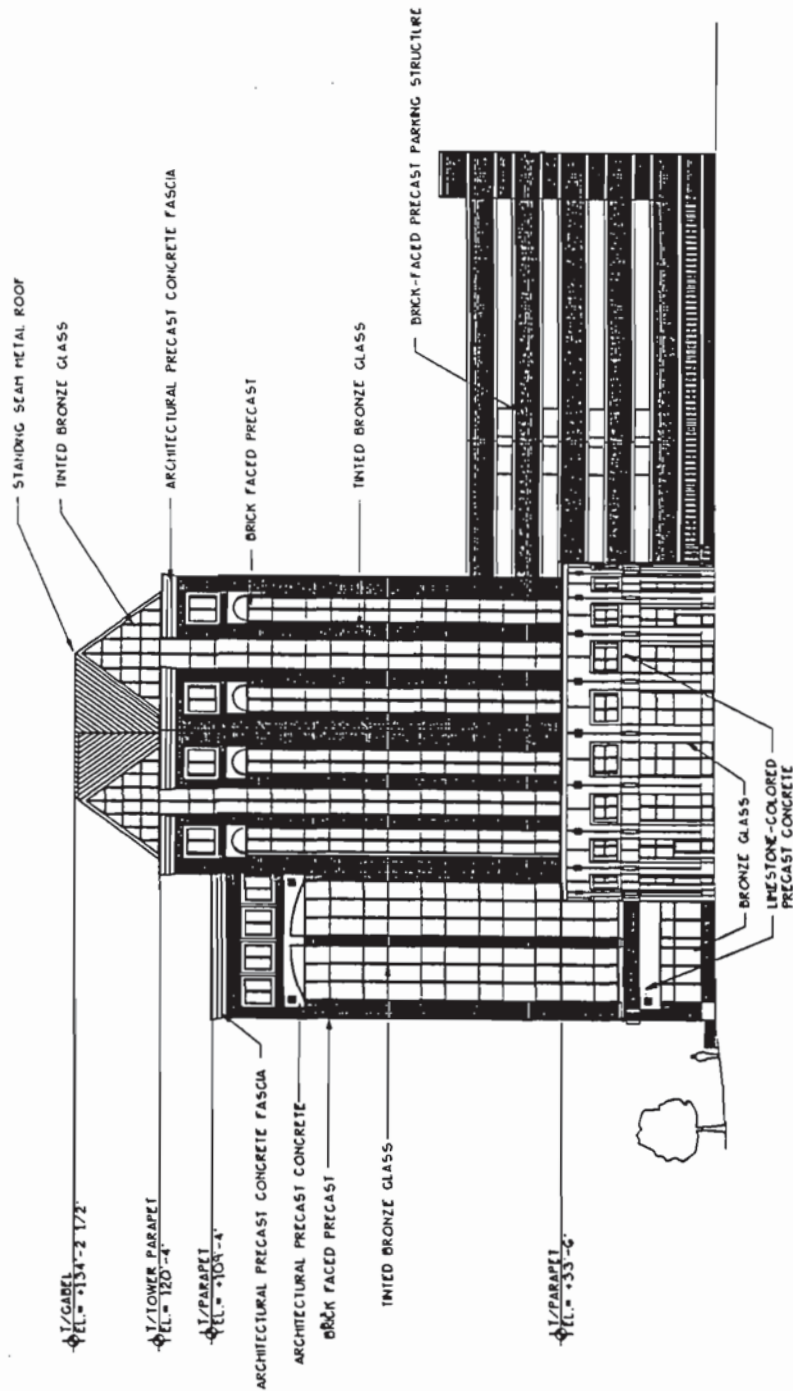 STANDING SEAM METAL ROOF
TINTED BRONZE GLASS
ARCHITECTURAL PRECAST CONCRETE FASCIA
BRICK FACED PRECAST
TINTED BRONZE GLASS
BRICK-FACED PRECAST PARKING STRUCTURE
T/GABEL
EL.= +134'-2 1/2"
T/TOWER PARAPET
EL.= 120'-4"
T/PARAPET
EL.= +109'-4"
ARCHITECTURAL PRECAST CONCRETE FASCIA
ARCHITECTURAL PRECAST CONCRETE
BRICK FACED PRECAST
TINTED BRONZE GLASS
T/PARAPET
EL.= +33'-6"
BRONZE GLASS
LIMESTONE-COLORED
PRECAST CONCRETE